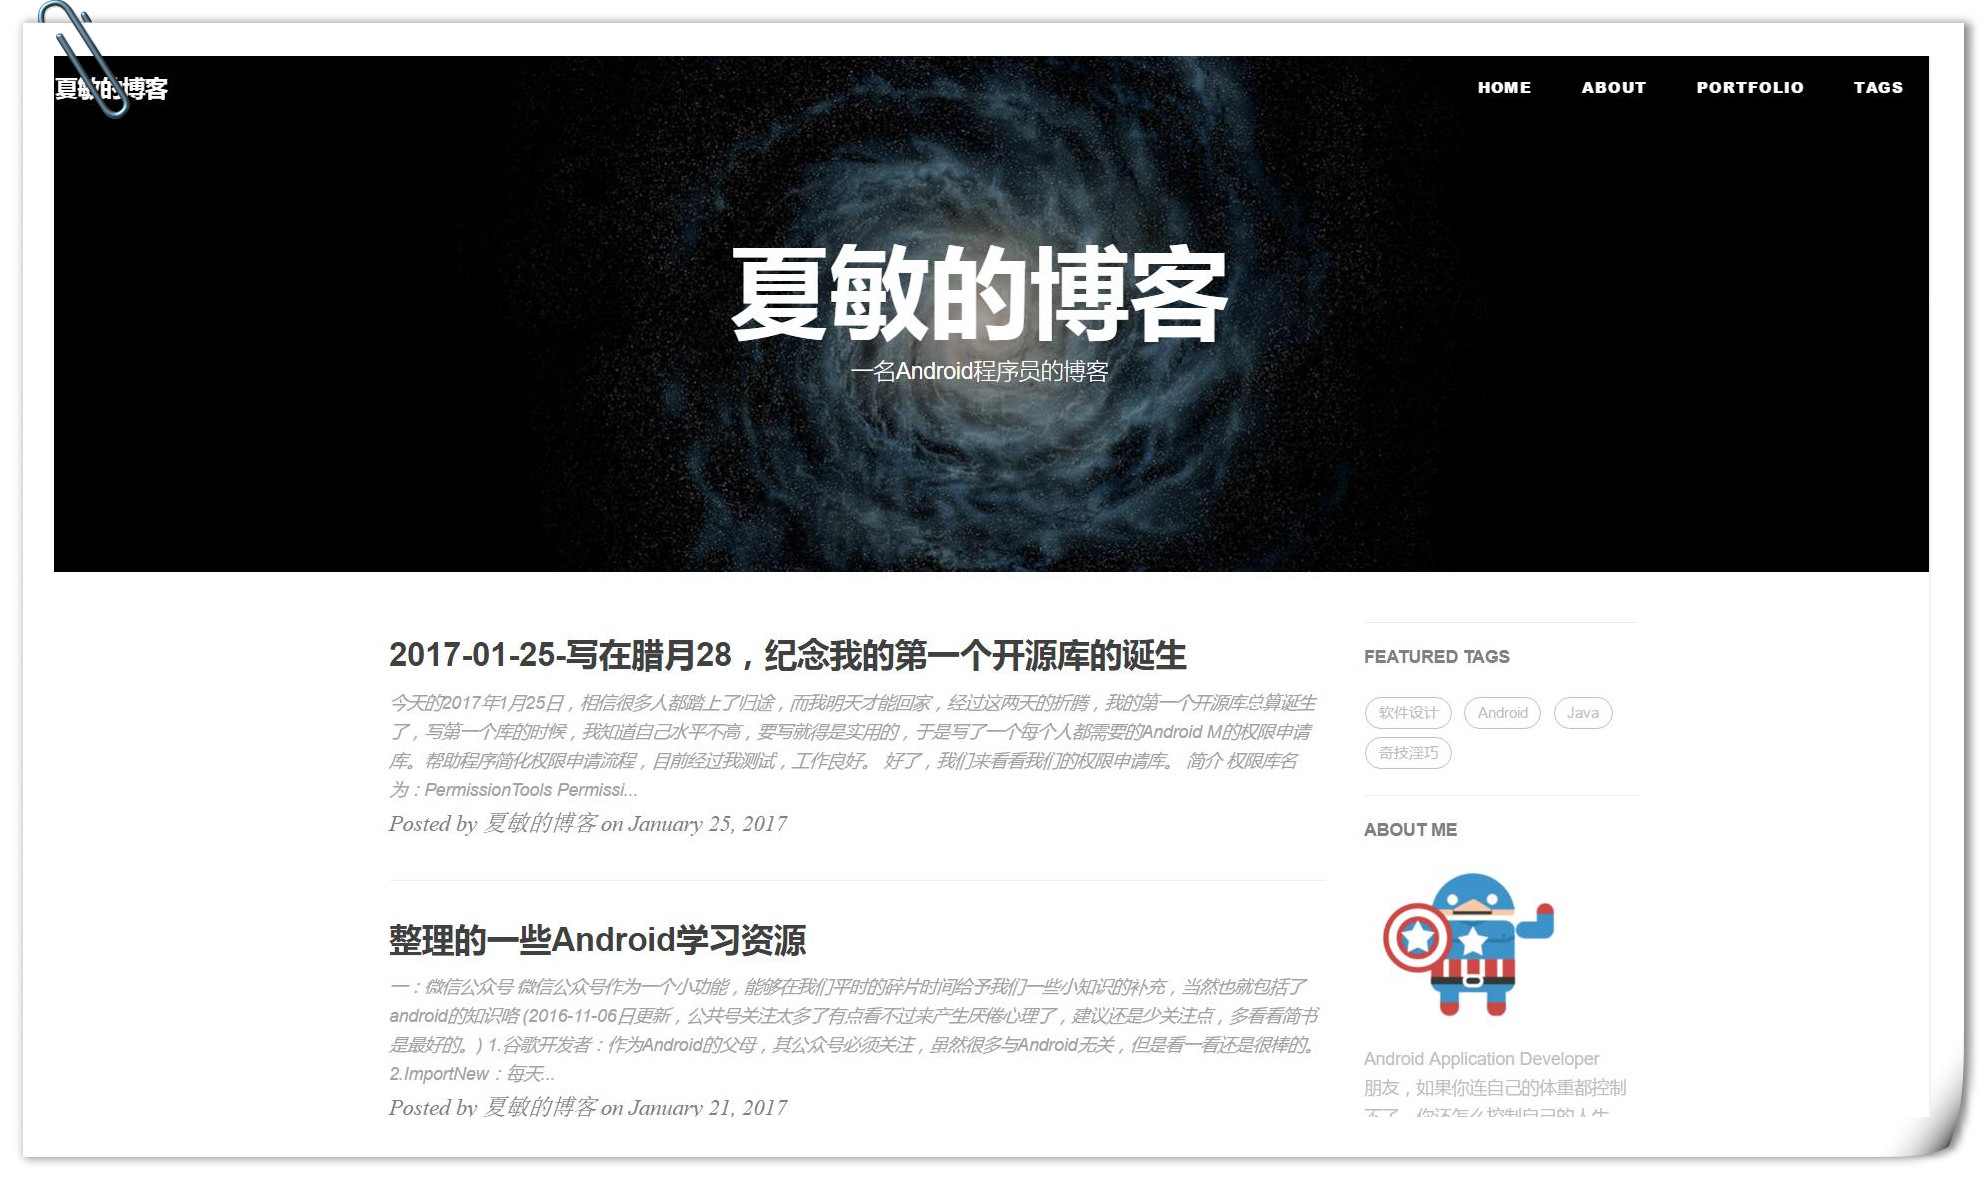 夏敏的博客
HOME ABOUT PORTFOLIO TAGS
夏敏的博客
一名Android程序员的博客
2017-01-25-写在腊月28，纪念我的第一个开源库的诞生
今天的2017年1月25日，相信很多人都踏上了归途，而我明天才能回家，经过这两天的折腾，我的第一个开源库总算诞生
了，写第一个库的时候，我知道自己水平不高，要写就得是实用的，于是写了一个每个人都需要的Android M的权限申请
库。帮助程序简化权限申请流程，目前经过我测试，工作良好。 好了，我们来看看我们的权限申请库。 简介 权限库名
为：PermissionTools Permissi...
Posted by 夏敏的博客 on January 25, 2017
整理的一些Android学习资源
一：微信公众号 微信公众号作为一个小功能，能够在我们平时的碎片时间给予我们一些小知识的补充，当然也就包括了
android的知识咯 (2016-11-06日更新，公共号关注太多了有点看不过来产生厌倦心理了，建议还是少关注点，多看看简书
是最好的。) 1.谷歌开发者：作为Android的父母，其公众号必须关注，虽然很多与Android无关，但是看一看还是很棒的。
2.ImportNew：每天...
Posted by 夏敏的博客 on January 21, 2017
FEATURED TAGS
软件设计 Android Java
奇技淫巧
ABOUT ME
Android Application Developer
朋友，如果你连自己的体重都控制
不了，你还怎么控制自己的人生